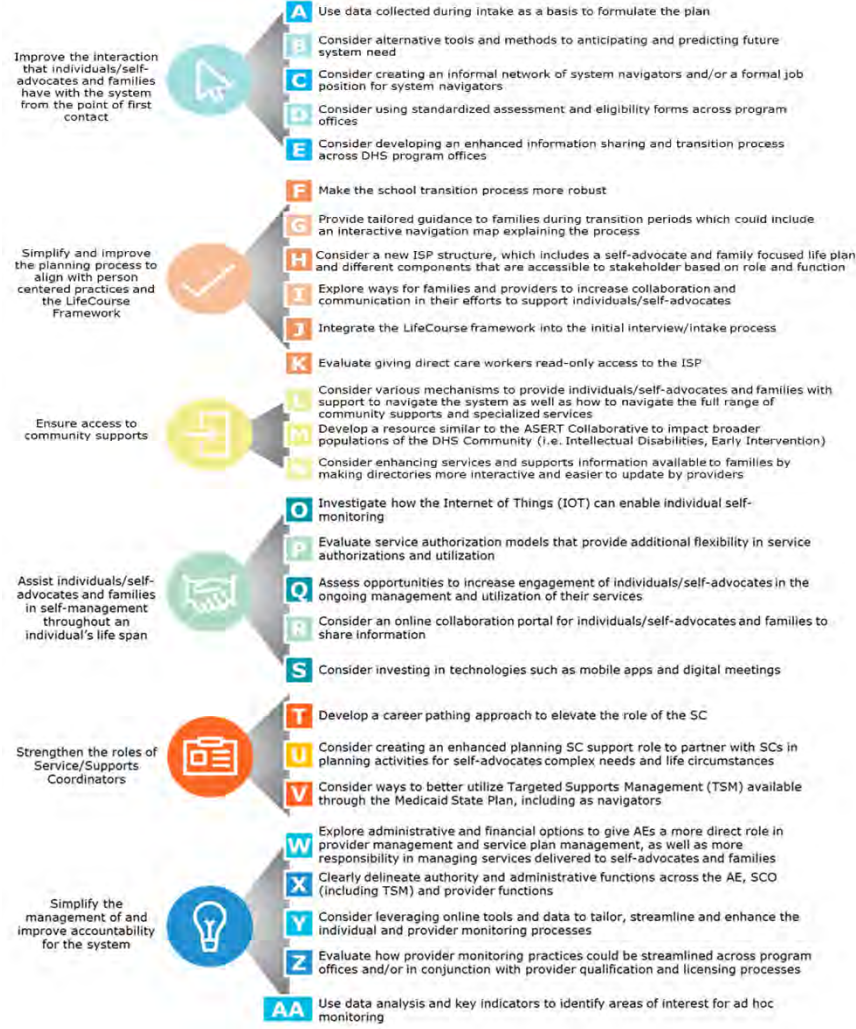 Improve the interaction
that individuals/self-
advocates and families
have with the system
from the point of first
contact
A Use data collected during intake as a basis to formulate the plan
B Consider alternative tools and methods to anticipating and predicting future
system need
C Consider creating an informal network of system navigators and/or a formal job
position for system navigators
D Consider using standardized assessment and eligibility forms across program
offices
E Consider developing an enhanced information sharing and transition process
across DHS program offices
Simplify and improve
the planning process to
align with person
centered practices and
the LifeCourse
Framework
F Make the school transition process more robust
G Provide tailored guidance to families during transition periods which could include
an interactive navigation map explaining the process
H Consider a new ISP structure, which includes a self-advocate and family focused life plan
and different components that are accessible to stakeholder based on role and function
I Explore ways for families and providers to increase collaboration and
communication in their efforts to support individuals/self-advocates
J Integrate the LifeCourse framework into the initial interview/intake process
K Evaluate giving direct care workers read-only access to the ISP
Ensure access to
community supports
L Consider various mechanisms to provide individuals/self-advocates and families with
support to navigate the system as well as how to navigate the full range of
community supports and specialized services
M Develop a resource similar to the ASERT Collaborative to impact broader
populations of the DHS Community (i.e. Intellectual Disabilities, Early Intervention)
N Consider enhancing services and supports information available to families by
making directories more interactive and easier to update by providers
Assist individuals/self-
advocates and families
in self-management
throughout an
individual's life span
O Investigate how the Internet of Things (IOT) can enable individual self-
monitoring
P Evaluate service authorization models that provide additional flexibility in service
authorizations and utilization
Q Assess opportunities to increase engagement of individuals/self-advocates in the
ongoing management and utilization of their services
R Consider an online collaboration portal for individuals/self-advocates and families to
share information
S Consider investing in technologies such as mobile apps and digital meetings
Strengthen the roles of
Service/Supports
Coordinators
T Develop a career pathing approach to elevate the role of the SC
U Consider creating an enhanced planning SC support role to partner with SCs in
planning activities for self-advocates complex needs and life circumstances
V Consider ways to better utilize Targeted Supports Management (TSM) available
through the Medicaid State Plan, including as navigators
Simplify the
management of and
improve accountability
for the system
W Explore administrative and financial options to give AEs a more direct role in
provider management and service plan management, as well as more
responsibility in managing services delivered to self-advocates and families
X Clearly delineate authority and administrative functions across the AE, SCO
(including TSM) and provider functions
Y Consider leveraging online tools and data to tailor, streamline and enhance the
individual and provider monitoring processes
Z Evaluate how provider monitoring practices could be streamlined across program
offices and/or in conjunction with provider qualification and licensing processes
AA Use data analysis and key indicators to identify areas of interest for ad hoc
monitoring